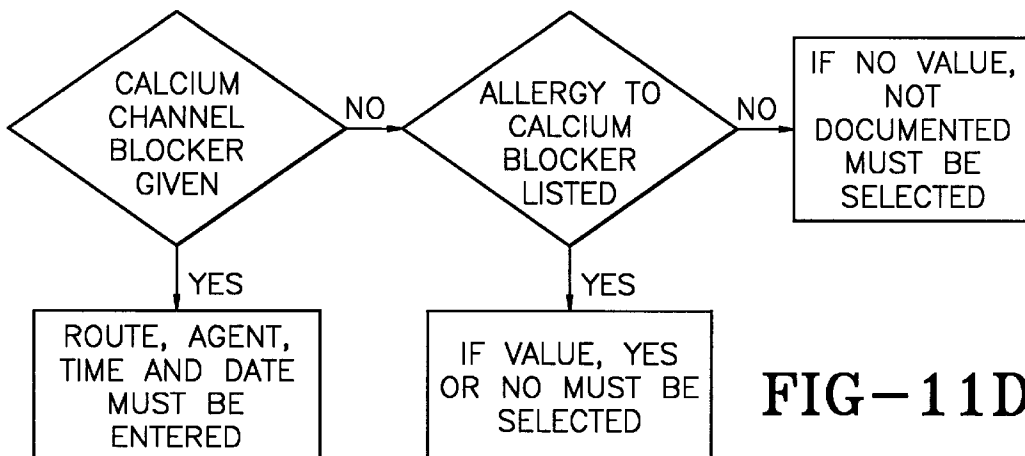 CALCIUM
CHANNEL
BLOCKER
GIVEN
NO
YES
ROUTE, AGENT,
TIME AND DATE
MUST BE
ENTERED
ALLERGY TO
CALCIUM
BLOCKER
LISTED
NO
YES
IF VALUE, YES
OR NO MUST BE
SELECTED
IF NO VALUE,
NOT
DOCUMENTED
MUST BE
SELECTED
FIG-11D